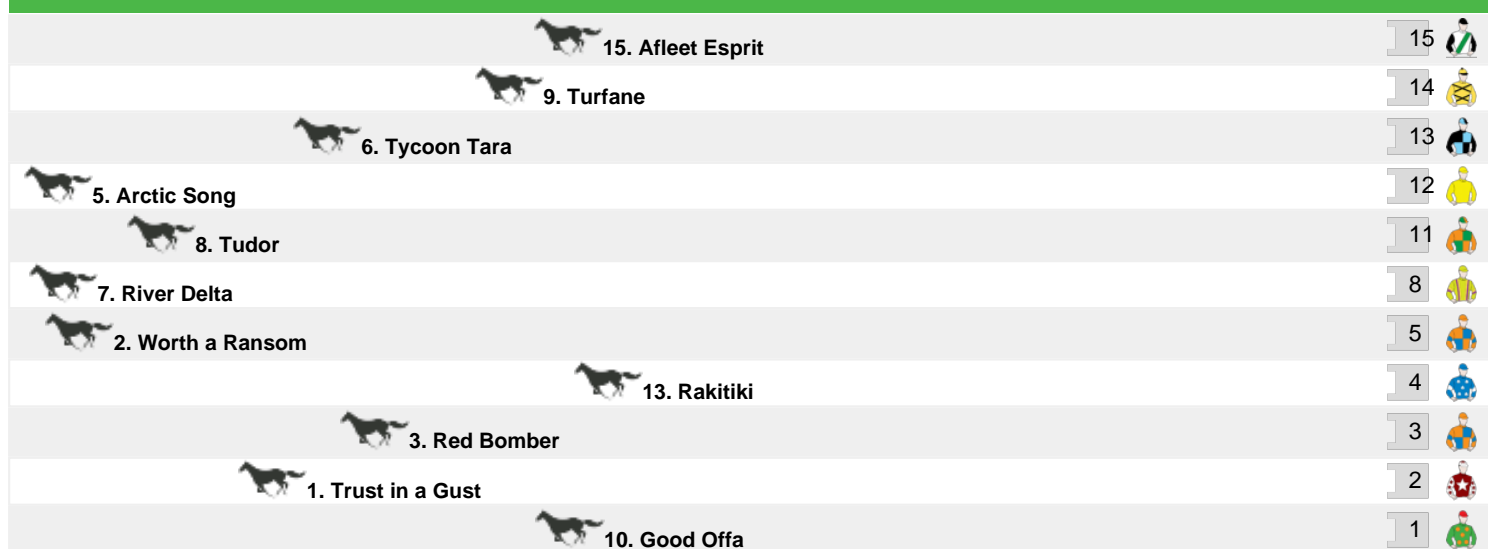 15. Afleet Esprit 15
9. Turfane 14
6. Tycoon Tara 13
5. Arctic Song 12
8. Tudor 11
7. River Delta 8
2. Worth a Ransom 5
13. Rakitiki 4
3. Red Bomber 3
1. Trust in a Gust 2
10. Good Offa 1